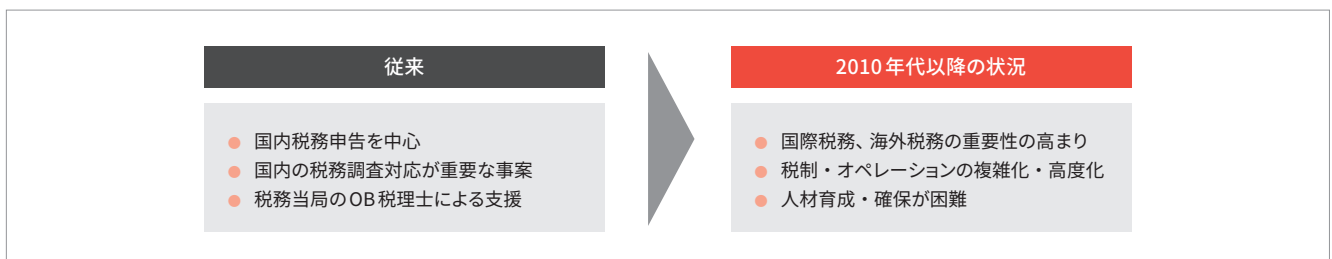 従来
国内税務申告を中心
国内の税務調査対応が重要な事案
税務当局のOB税理士による支援
2010年代以降の状況
国際税務、海外税務の重要性の高まり
税制・オペレーションの複雑化・高度化
人材育成・確保が困難